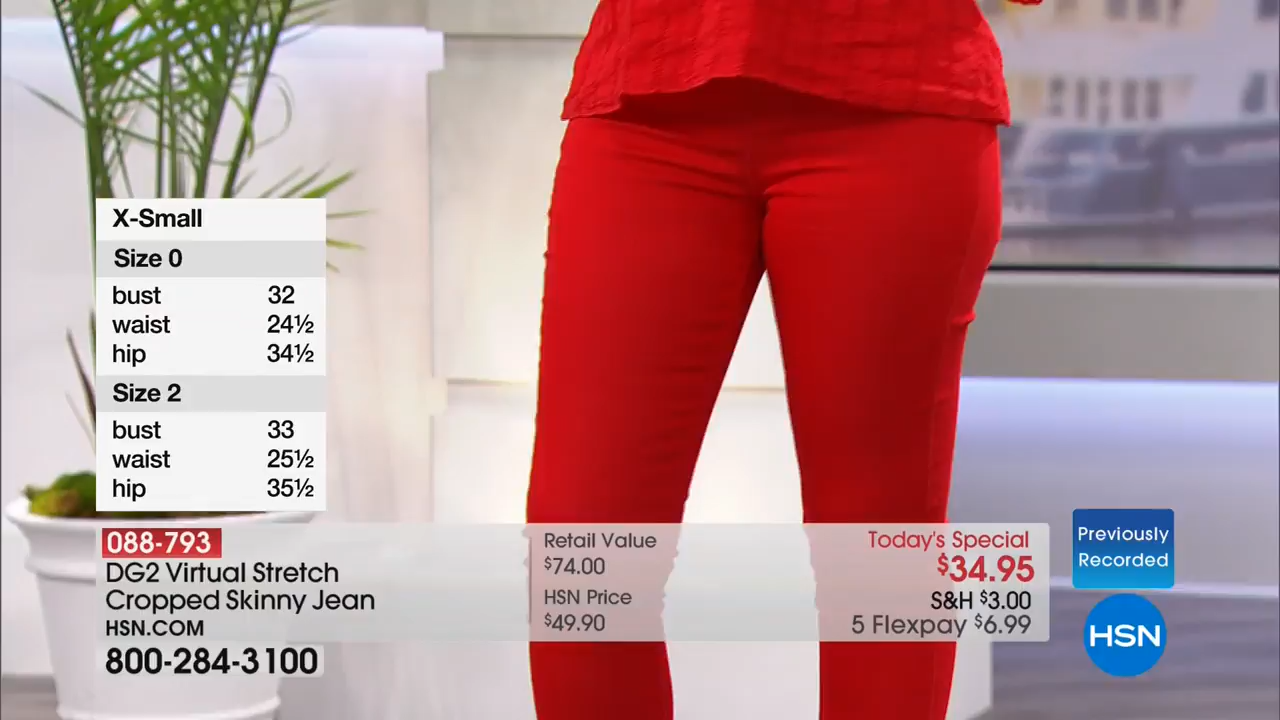 X-Small
Size 0
bust 32
waist 24½
hip 34½
Size 2
bust 33
waist 25½
hip 35½
088-793
DG2 Virtual Stretch
Cropped Skinny Jean
HSN.COM
800-284-3100
Retail Value
$74.00
HSN Price
$49.90
Today's Special
$34.95
S&H $3.00
5 Flexpay $6.99
Previously
Recorded
HSN